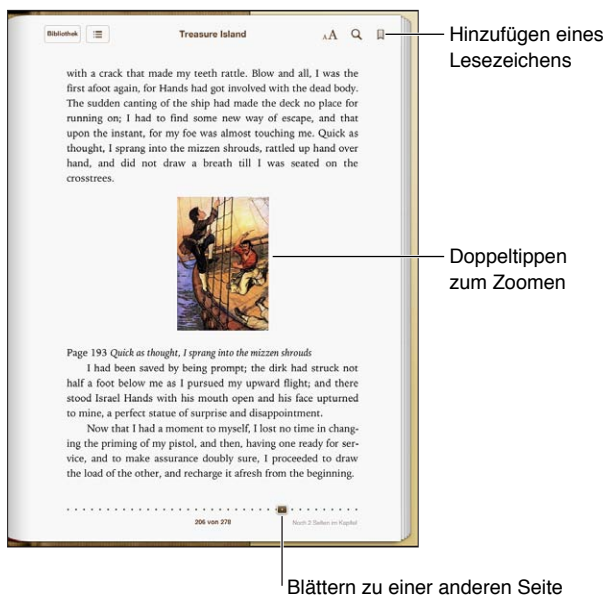 Bibliothek
Treasure Island
AA
Hinzufügen eines
Lesezeichens
with a crack that made my teeth rattle. Blow and all, I was the
first afoot again, for Hands had got involved with the dead body.
The sudden canting of the ship had made the deck no place for
running on; I had to find some new way of escape, and that
upon the instant, for my foe was almost touching me. Quick as
thought, I sprang into the mizzen shrouds, rattled up hand over
hand, and did not draw a breath till I was seated on the
crosstrees.
Doppeltippen
zum Zoomen
Page 193 Quick as thought, I sprang into the mizzen shrouds
I had been saved by being prompt; the dirk had struck not
half a foot below me as I pursued my upward flight; and there
stood Israel Hands with his mouth open and his face upturned
to mine, a perfect statue of surprise and disappointment.
Now that I had a moment to myself, I lost no time in chang-
ing the priming of my pistol, and then, having one ready for ser-
vice, and to make assurance doubly sure, I proceeded to draw
the load of the other, and recharge it afresh from the beginning.
206 von 278
Noch 2 Seiten im Kapitel
Blättern zu einer anderen Seite